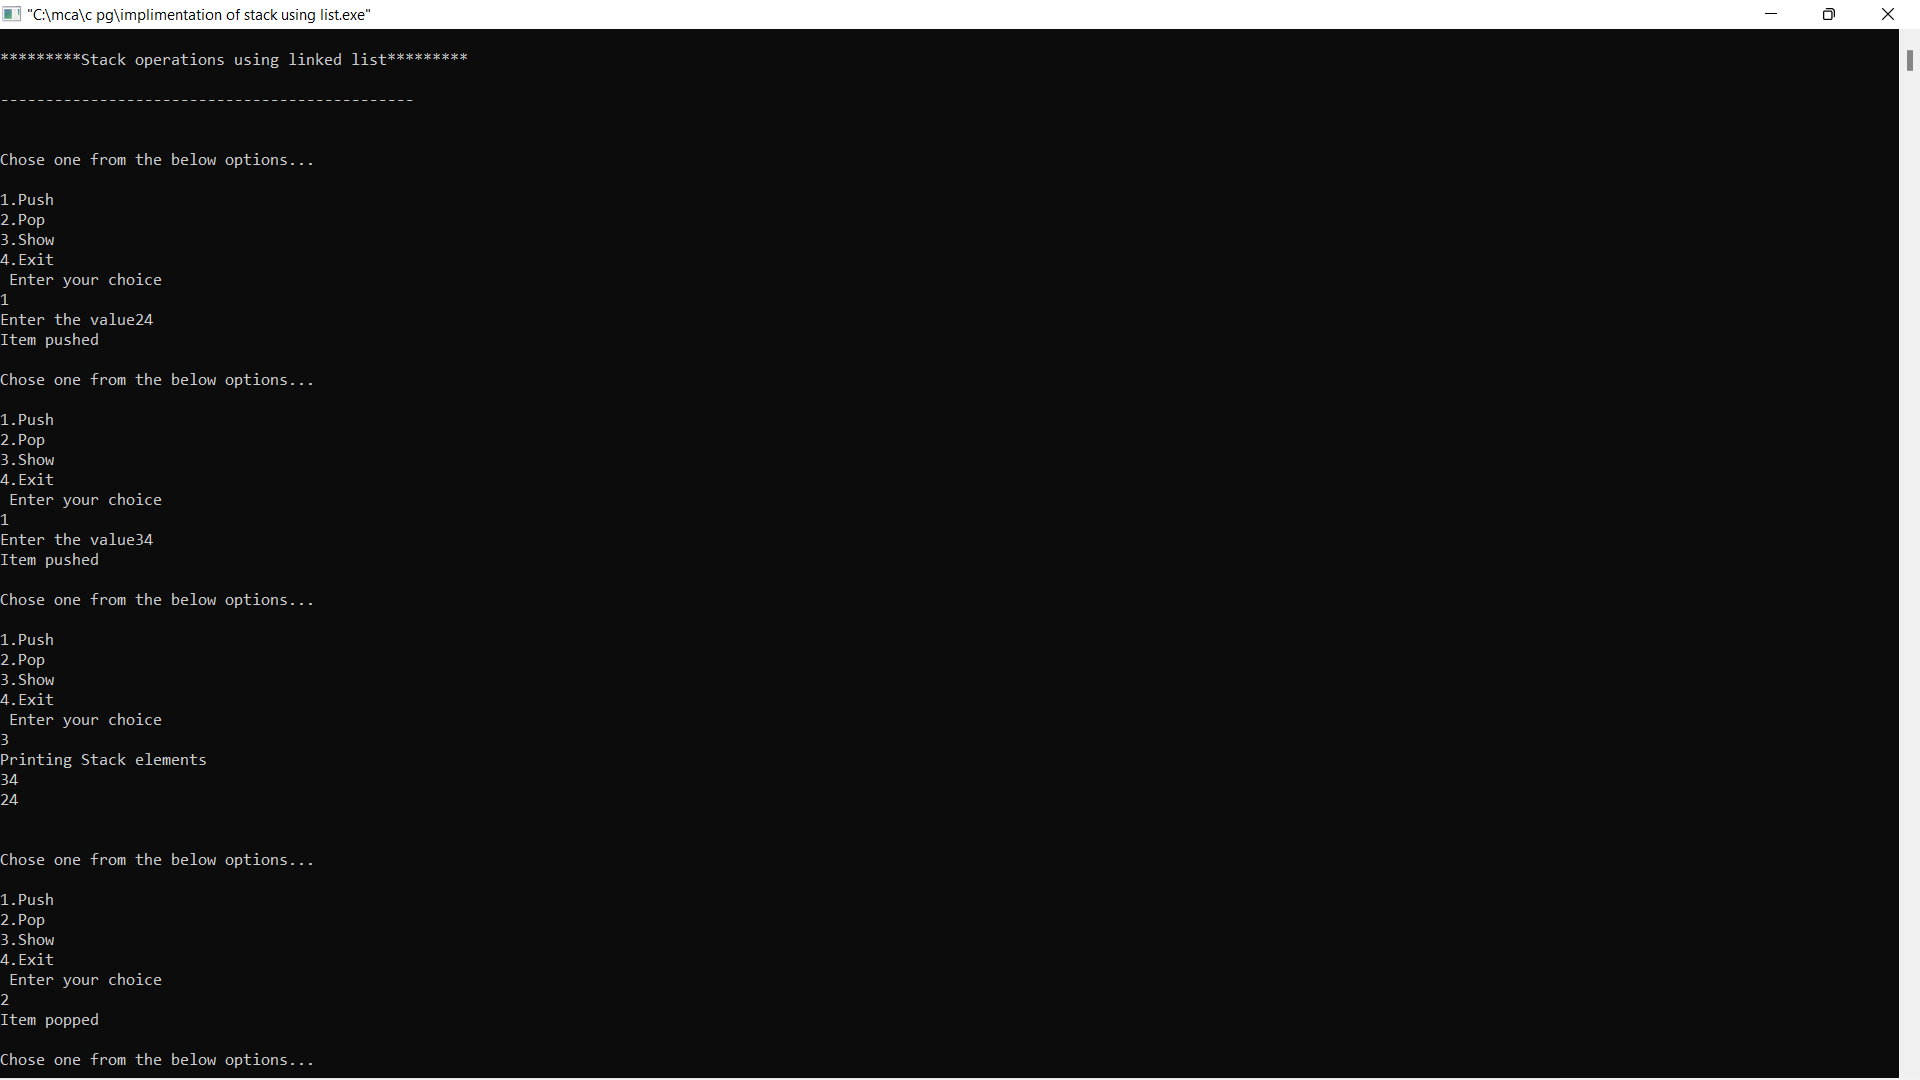 "C:\mca\c pg\implimentation of stack using list.exe"
*********Stack operations using linked list*********
----------------------------------------------
Chose one from the below options...
1.Push
2.Pop
3.Show
4.Exit
Enter your choice
1
Enter the value24
Item pushed
Chose one from the below options...
1.Push
2.Pop
3.Show
4.Exit
Enter your choice
1
Enter the value34
Item pushed
Chose one from the below options...
1.Push
2.Pop
3.Show
4.Exit
Enter your choice
3
Printing Stack elements
34
24
Chose one from the below options...
1.Push
2.Pop
3.Show
4.Exit
Enter your choice
2
Item popped
Chose one from the below options...